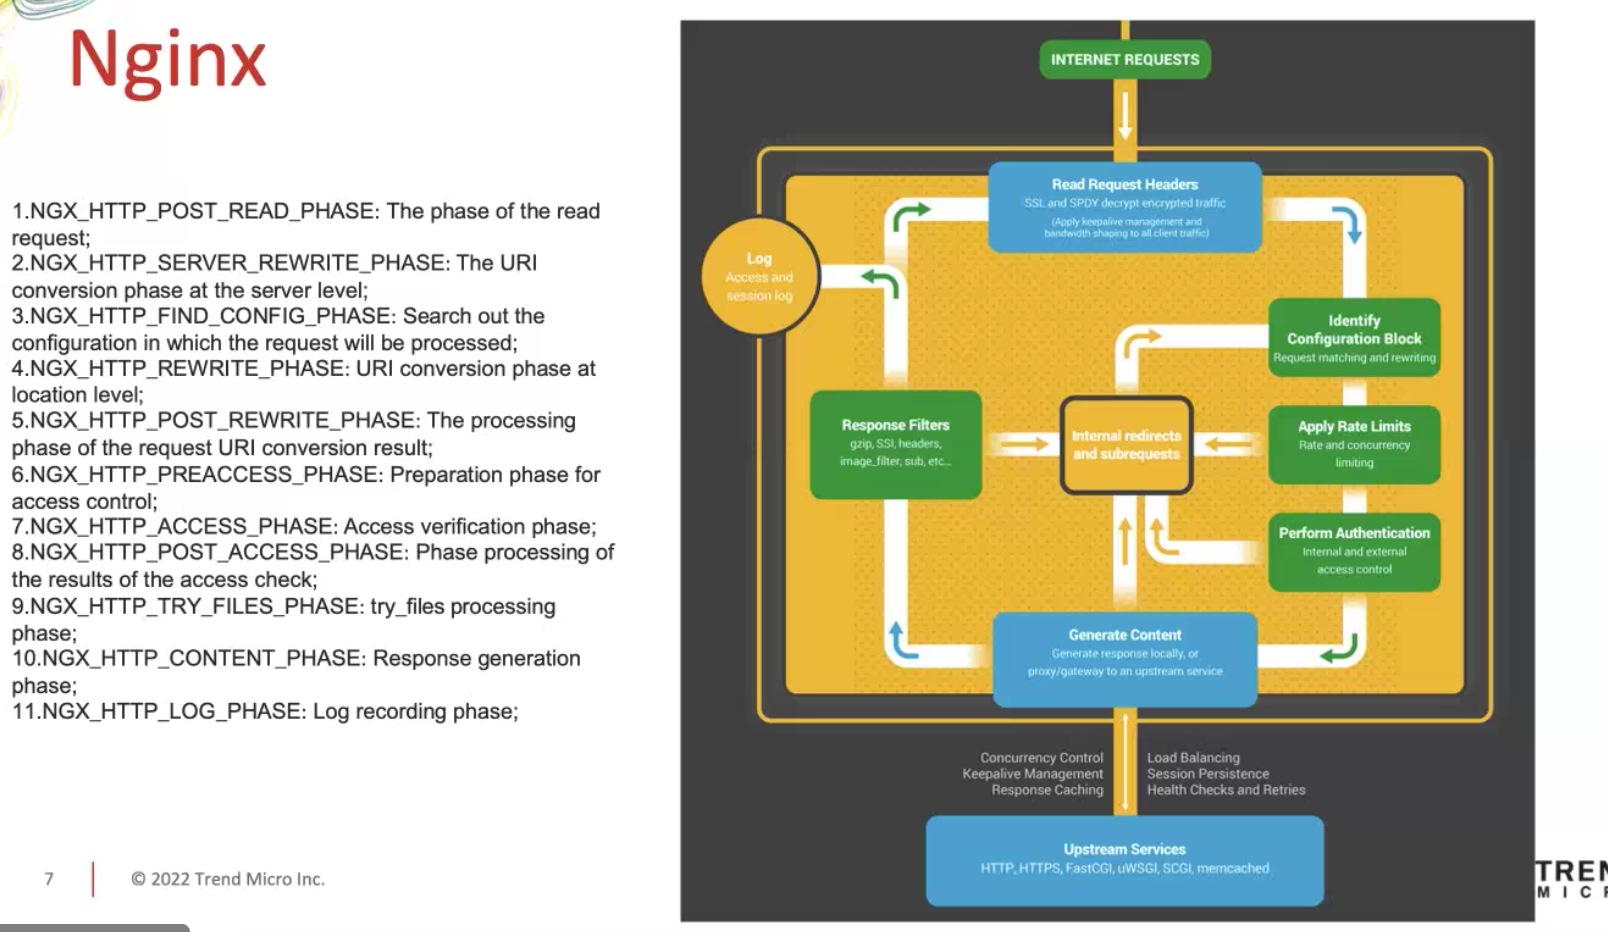 Nginx
1.NGX_HTTP_POST_READ_PHASE: The phase of the read
request;
2.NGX_HTTP_SERVER_REWRITE_PHASE: The URI
conversion phase at the server level;
3.NGX_HTTP_FIND_CONFIG_PHASE: Search out the
configuration in which the request will be processed;
4.NGX_HTTP_REWRITE_PHASE: URI conversion phase at
location level;
5.NGX_HTTP_POST_REWRITE_PHASE: The processing
phase of the request URI conversion result;
6.NGX_HTTP_PREACCESS_PHASE: Preparation phase for
access control;
7.NGX_HTTP_ACCESS_PHASE: Access verification phase;
8.NGX_HTTP_POST_ACCESS_PHASE: Phase processing of
the results of the access check;
9.NGX_HTTP_TRY_FILES_PHASE: try_files processing
phase;
10.NGX_HTTP_CONTENT_PHASE: Response generation
phase;
11.NGX_HTTP_LOG_PHASE: Log recording phase;
INTERNET REQUESTS
Read Request Headers
SSL and SPDY decrypt encrypted traffic
(Apply keepalive management and
bandwidth shaping to all client traffic)
Log
Access and
session log
Identify
Configuration Block
Request matching and rewriting
Response Filters
gzip, SSI, headers,
image_filter, sub, etc...
Internal redirects
and subrequests
Apply Rate Limits
Rate and concurrency
limiting
Perform Authentication
Internal and external
access control
Generate Content
Generate response locally, or
proxy/gateway to an upstream service
Concurrency Control
Keepalive Management
Response Caching
Load Balancing
Session Persistence
Health Checks and Retries
Upstream Services
HTTP, HTTPS, FastCGI, uWSGI, SCGI, memcached
7
© 2022 Trend Micro Inc.
TREN
MICR